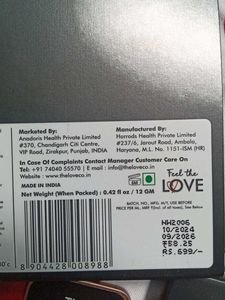 Marketed By:
Anadoris Health Private Limited
#370, Chandigarh Citi Centre,
VIP Road, Zirakpur, Punjab, INDIA
Manufactured By:
Horrods Health Private Limited
#237/6, Jarout Road, Ambala,
Haryana, M.L. No. 1151-ISM (HR)
In Case Of Complaints Contact Manager Customer Care On
Tel: +91 74040 55570 | E-mail: info@theloveco.in
Website: www.theloveco.in
MADE IN INDIA
Net Weight (When Packed) : 0.42 fl oz / 12 GM
Feel the
LOVE
BATCH, NO., MFG. A/U, USE BEFORE
PRICE PER ML, MRP ₹(incl. of All Taxes), See Below
NW2006
10/2024
09/2026
₹58.25
RS.699/-
8 904428 008988